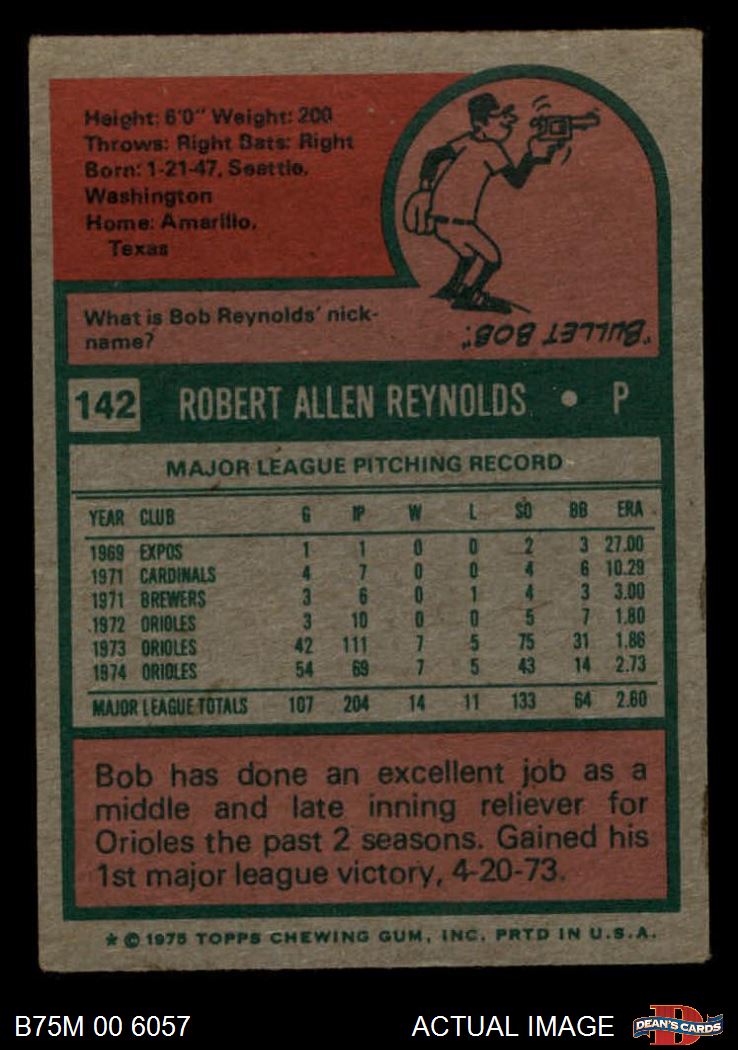 Height: 6'0" Weight: 200
Throws: Right Bats: Right
Born: 1-21-47, Seattle,
Washington
Home: Amarillo,
Texas
What is Bob Reynolds' nick-
name?
"BULLET BOB".
142 ROBERT ALLEN REYNOLDS • P
MAJOR LEAGUE PITCHING RECORD
YEAR CLUB G IP W L SO BB ERA
1969 EXPOS 1 1 0 0 2 3 27.00
1971 CARDINALS 4 7 0 0 4 6 10.29
1971 BREWERS 3 6 0 1 4 3 3.00
1972 ORIOLES 3 10 0 0 5 7 1.80
1973 ORIOLES 42 111 7 5 75 31 1.86
1974 ORIOLES 54 69 7 5 43 14 2.73
MAJOR LEAGUE TOTALS 107 204 14 11 133 64 2.60
Bob has done an excellent job as a
middle and late inning reliever for
Orioles the past 2 seasons. Gained his
1st major league victory, 4-20-73.
* © 1975 TOPPS CHEWING GUM, INC. PRTD IN U.S.A.
B75M 00 6057 ACTUAL IMAGE DEAN'S CARDS